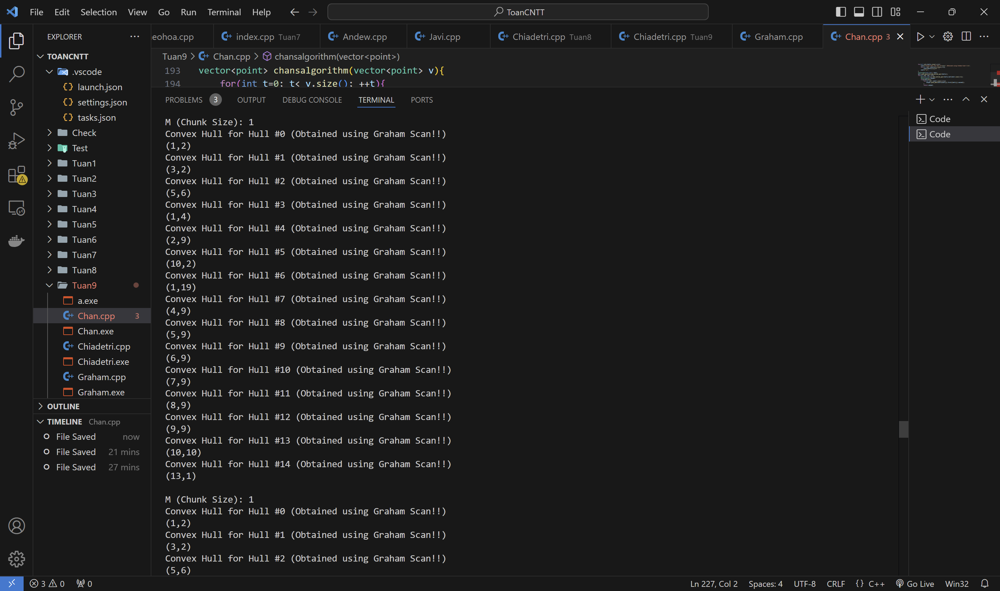 File Edit Selection View Go Run Terminal Help
ToanCNTT
EXPLORER
eohoa.cpp
index.cpp Tuan7
Andew.cpp
Javi.cpp
Chiadetri.cpp Tuan8
Chiadetri.cpp Tuan9
Graham.cpp
Chan.cpp 3
TOANCNTT
.vscode
launch.json
settings.json
tasks.json
Check
Test
Tuan1
Tuan2
Tuan3
Tuan4
Tuan5
Tuan6
Tuan7
Tuan8
Tuan9
a.exe
Chan.cpp 3
Chan.exe
Chiadetri.cpp
Chiadetri.exe
Graham.cpp
Graham.exe
OUTLINE
TIMELINE Chan.cpp
File Saved now
File Saved 21 mins
File Saved 27 mins
Tuan9 > Chan.cpp > chansalgorithm(vector<point>)
193 vector<point> chansalgorithm(vector<point> v){
194 for(int t=0; t< v.size(); ++t){
PROBLEMS 3 OUTPUT DEBUG CONSOLE TERMINAL PORTS
M (Chunk Size): 1
Convex Hull for Hull #0 (Obtained using Graham Scan!!)
(1,2)
Convex Hull for Hull #1 (Obtained using Graham Scan!!)
(3,2)
Convex Hull for Hull #2 (Obtained using Graham Scan!!)
(5,6)
Convex Hull for Hull #3 (Obtained using Graham Scan!!)
(1,4)
Convex Hull for Hull #4 (Obtained using Graham Scan!!)
(2,9)
Convex Hull for Hull #5 (Obtained using Graham Scan!!)
(10,2)
Convex Hull for Hull #6 (Obtained using Graham Scan!!)
(1,19)
Convex Hull for Hull #7 (Obtained using Graham Scan!!)
(4,9)
Convex Hull for Hull #8 (Obtained using Graham Scan!!)
(5,9)
Convex Hull for Hull #9 (Obtained using Graham Scan!!)
(6,9)
Convex Hull for Hull #10 (Obtained using Graham Scan!!)
(7,9)
Convex Hull for Hull #11 (Obtained using Graham Scan!!)
(8,9)
Convex Hull for Hull #12 (Obtained using Graham Scan!!)
(9,9)
Convex Hull for Hull #13 (Obtained using Graham Scan!!)
(10,10)
Convex Hull for Hull #14 (Obtained using Graham Scan!!)
(13,1)
M (Chunk Size): 1
Convex Hull for Hull #0 (Obtained using Graham Scan!!)
(1,2)
Convex Hull for Hull #1 (Obtained using Graham Scan!!)
(3,2)
Convex Hull for Hull #2 (Obtained using Graham Scan!!)
(5,6)
Code
Code
3 0 0
Ln 227, Col 2 Spaces: 4 UTF-8 CRLF {} C++ Go Live Win32